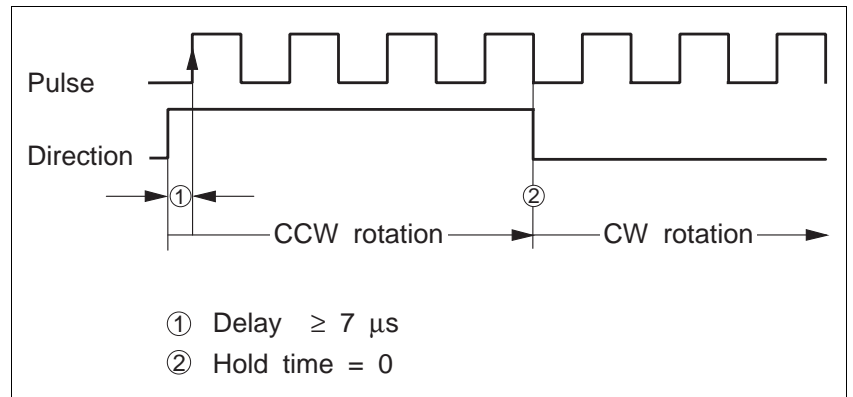 Pulse
Direction
①
②
CCW rotation
CW rotation
① Delay ≥ 7 μs
② Hold time = 0